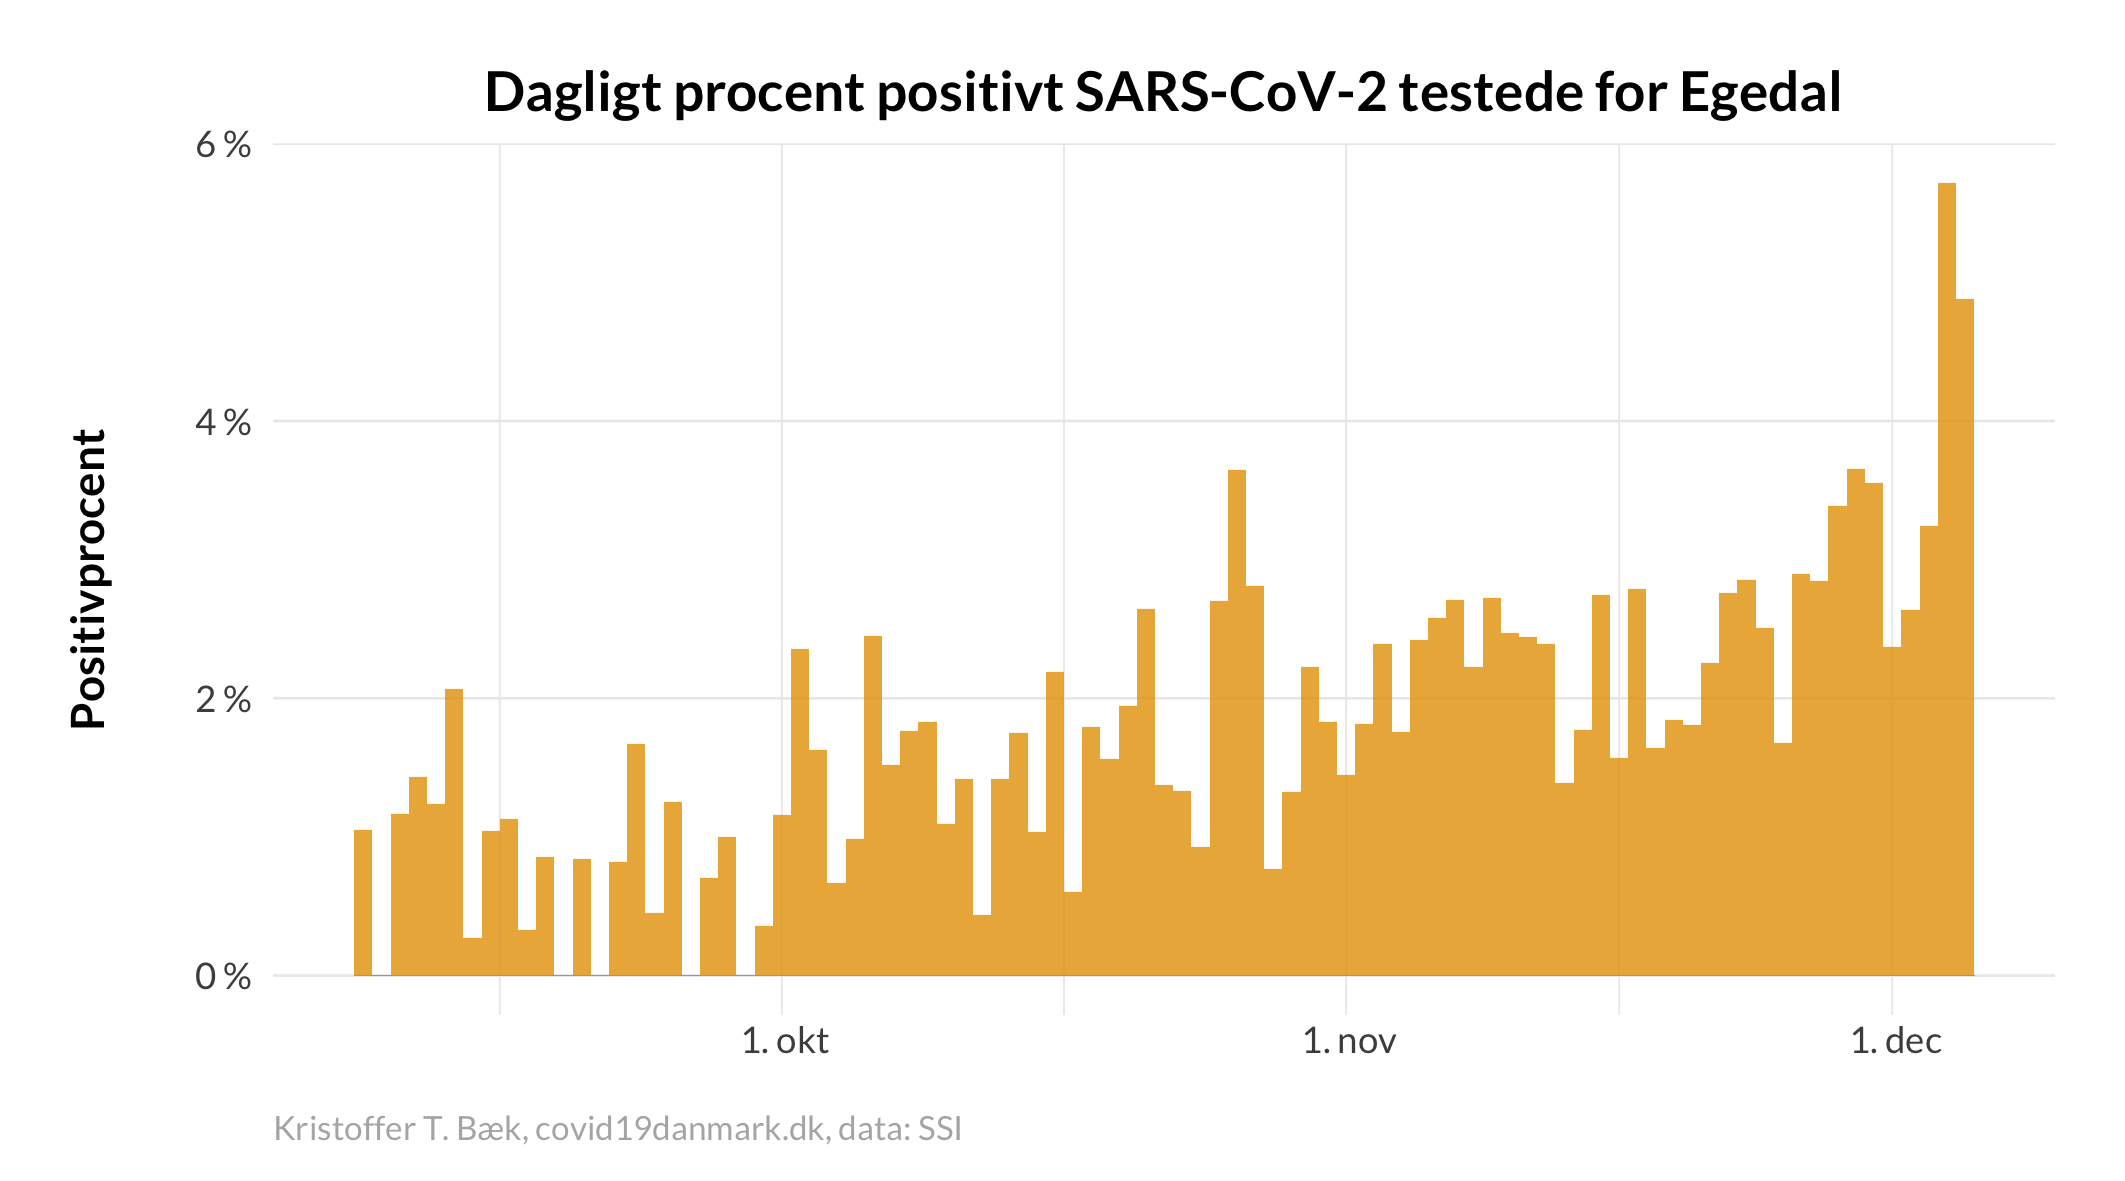 Dagligt procent positivt SARS-CoV-2 testede for Egedal
6 %
4 %
2 %
0 %
Positivprocent
1. okt
1. nov
1. dec
Kristoffer T. Bæk, covid19danmark.dk, data: SSI